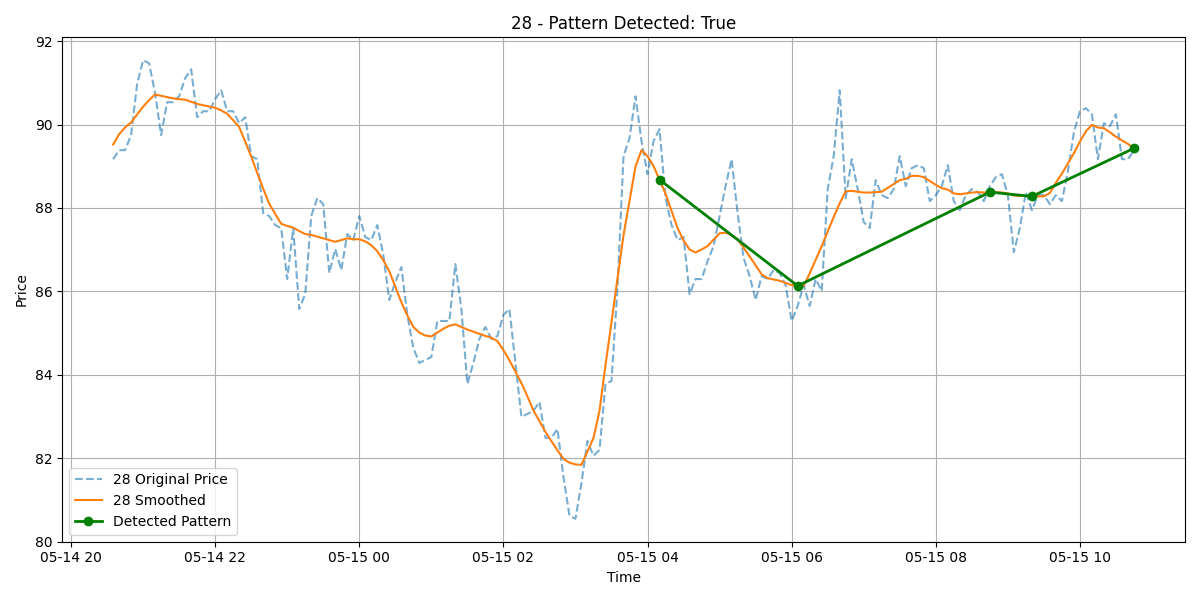 28 - Pattern Detected: True
Price
92
90
88
86
84
82
80
28 Original Price
28 Smoothed
Detected Pattern
05-14 20 05-14 22 05-15 00 05-15 02 05-15 04 05-15 06 05-15 08 05-15 10
Time